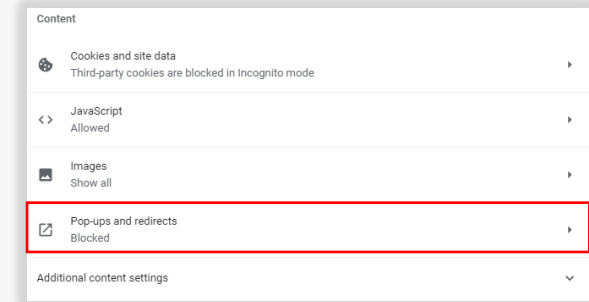 Content
Cookies and site data
Third-party cookies are blocked in Incognito mode
JavaScript
Allowed
Images
Show all
Pop-ups and redirects
Blocked
Additional content settings